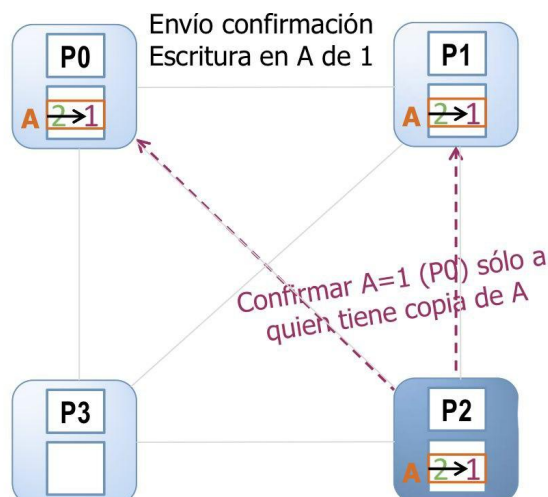 Envío confirmación
Escritura en A de 1
P0
P1
A 2→1
A 2→1
Confirmar A=1 (P0) sólo a
quien tiene copia de A
P3
P2
A 2→1